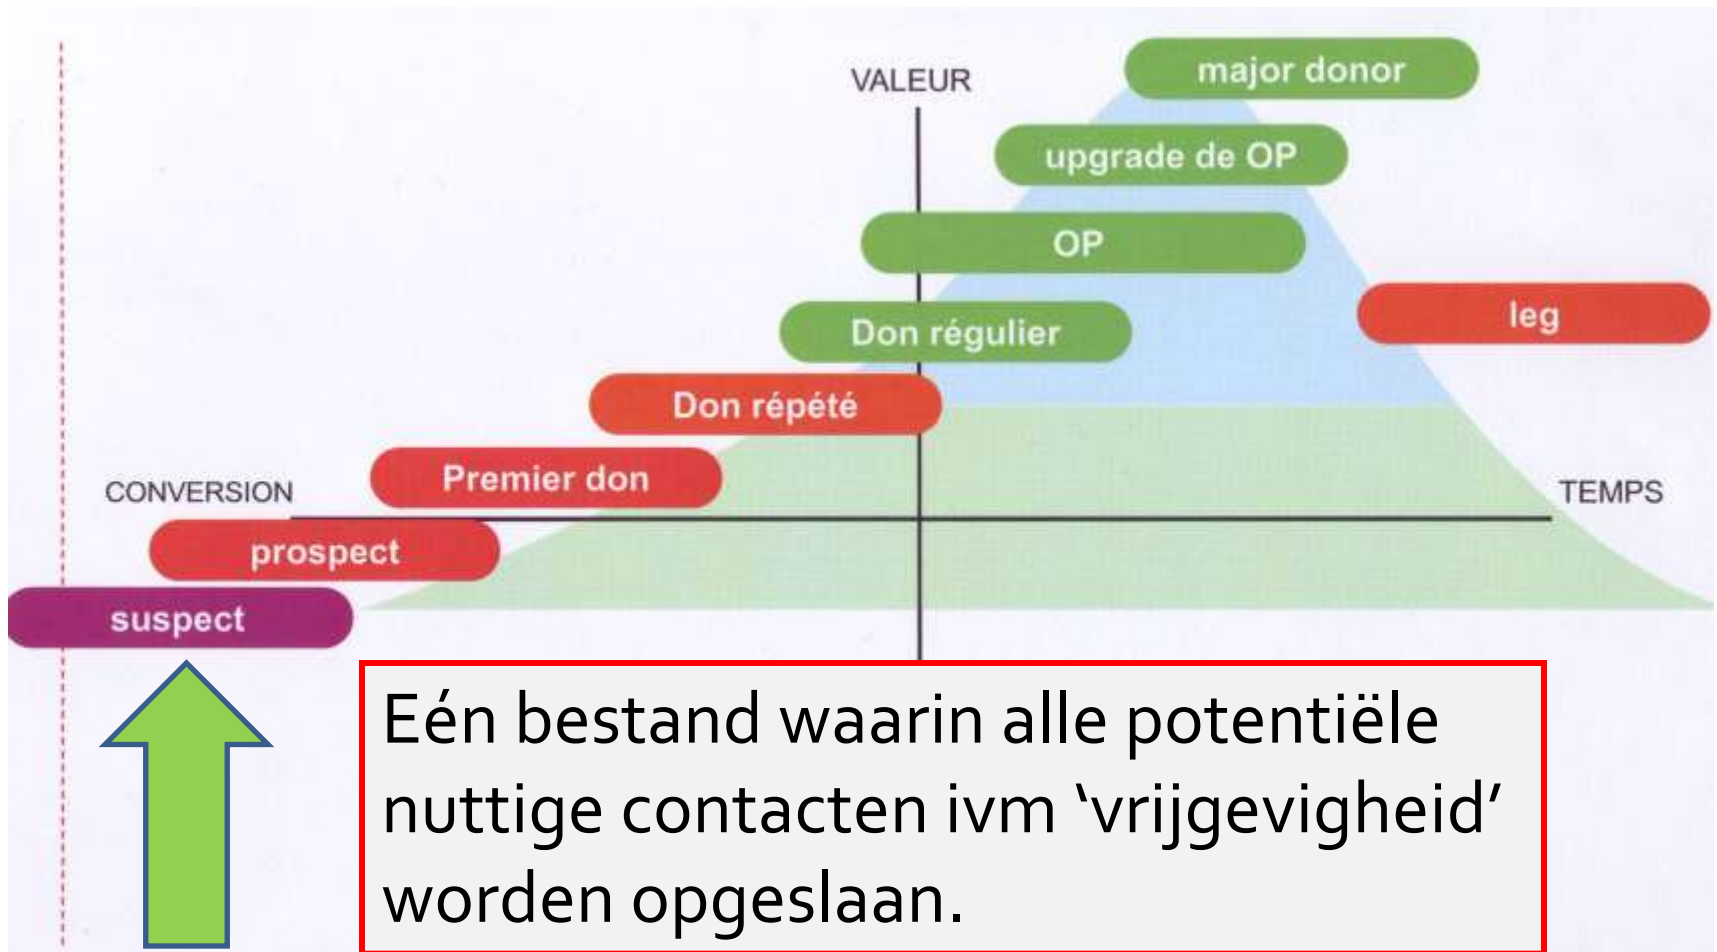 major donor
VALEUR
upgrade de OP
OP
leg
Don régulier
Don répété
Premier don
CONVERSION
TEMPS
prospect
suspect
Eén bestand waarin alle potentiële
nuttige contacten ivm ‘vrijgevigheid’
worden opgeslaan.